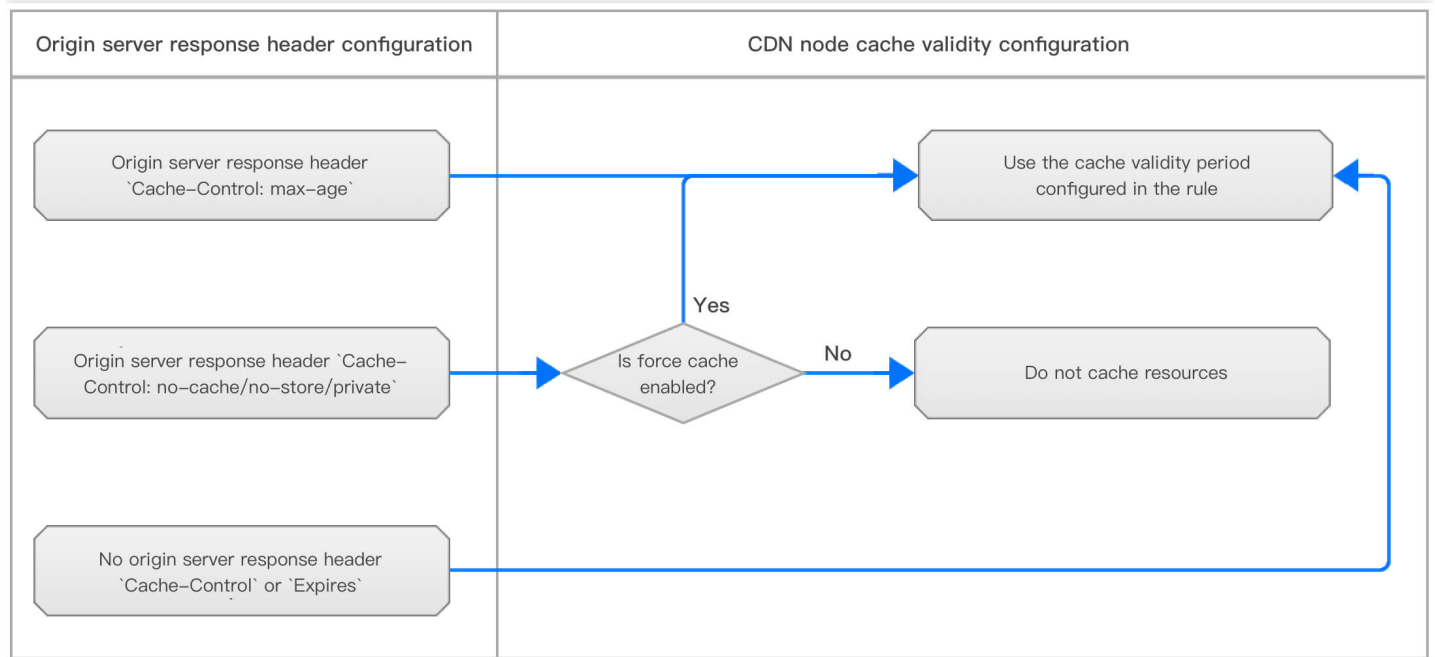 Origin server response header configuration
CDN node cache validity configuration
Origin server response header
`Cache-Control: max-age`
Use the cache validity period
configured in the rule
Yes
Origin server response header `Cache-
Control: no-cache/no-store/private`
Is force cache
enabled?
No
Do not cache resources
No origin server response header
`Cache-Control` or `Expires`